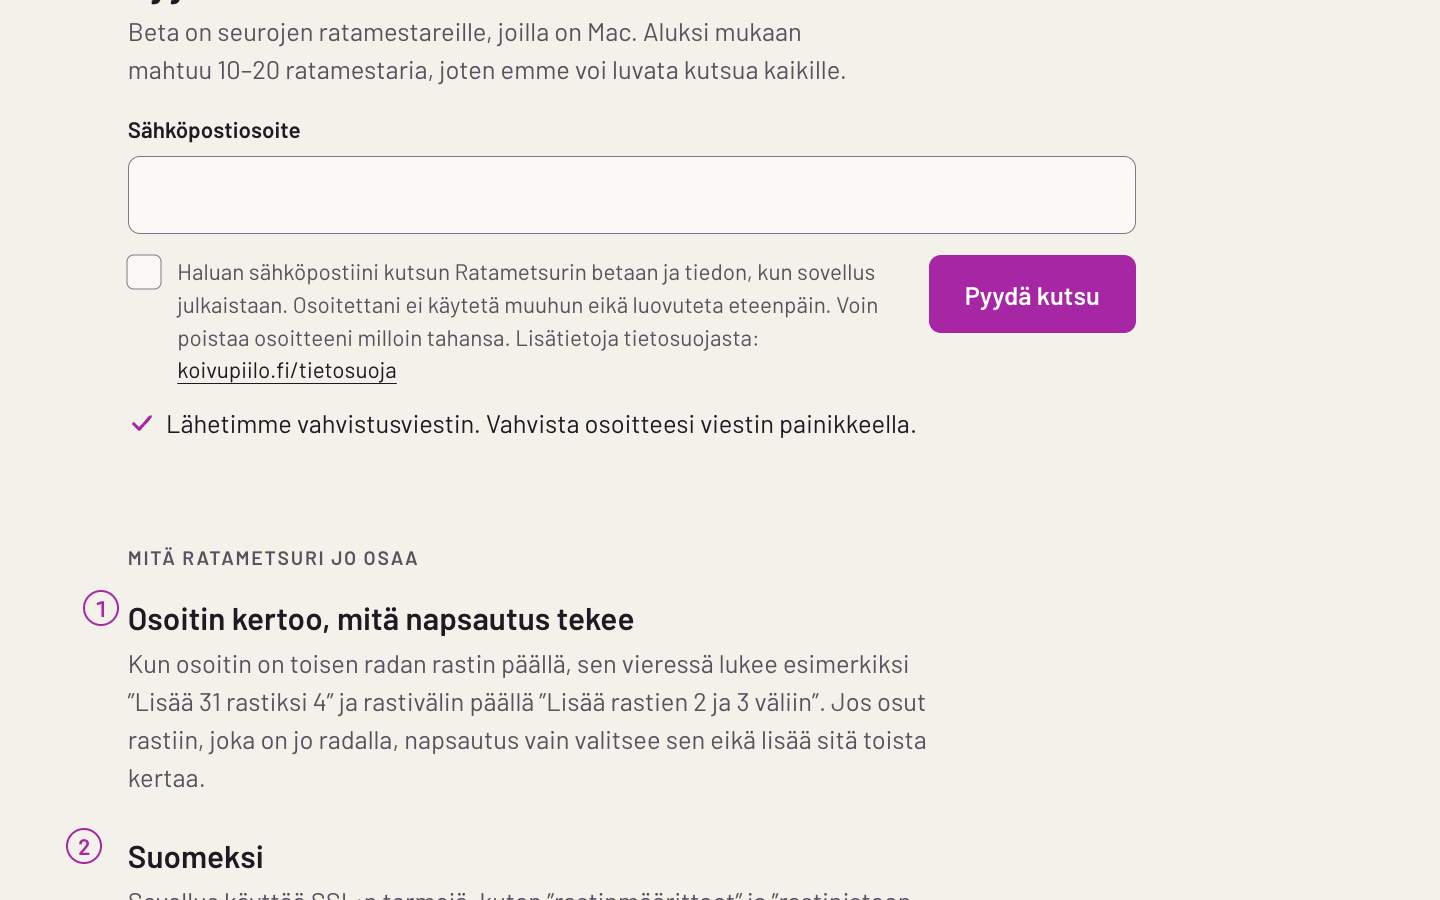 Beta on seurojen ratamestareille, joilla on Mac. Aluksi mukaan
mahtuu 10–20 ratamestaria, joten emme voi luvata kutsua kaikille.
Sähköpostiosoite
Haluan sähköpostiini kutsun Ratametsurin betaan ja tiedon, kun sovellus
julkaistaan. Osoitettani ei käytetä muuhun eikä luovuteta eteenpäin. Voin
poistaa osoitteeni milloin tahansa. Lisätietoja tietosuojasta:
koivupiilo.fi/tietosuoja
Pyydä kutsu
Lähetimme vahvistusviestin. Vahvista osoitteesi viestin painikkeella.
MITÄ RATAMETSURI JO OSAA
1 Osoitin kertoo, mitä napsautus tekee
Kun osoitin on toisen radan rastin päällä, sen vieressä lukee esimerkiksi
”Lisää 31 rastiksi 4” ja rastivälin päällä ”Lisää rastien 2 ja 3 väliin”. Jos osut
rastiin, joka on jo radalla, napsautus vain valitsee sen eikä lisää sitä toista
kertaa.
2 Suomeksi